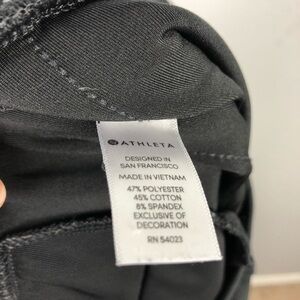 ATHLETA
DESIGNED IN
SAN FRANCISCO
MADE IN VIETNAM
47% POLYESTER
45% COTTON
8% SPANDEX
EXCLUSIVE OF
DECORATION
RN 54023